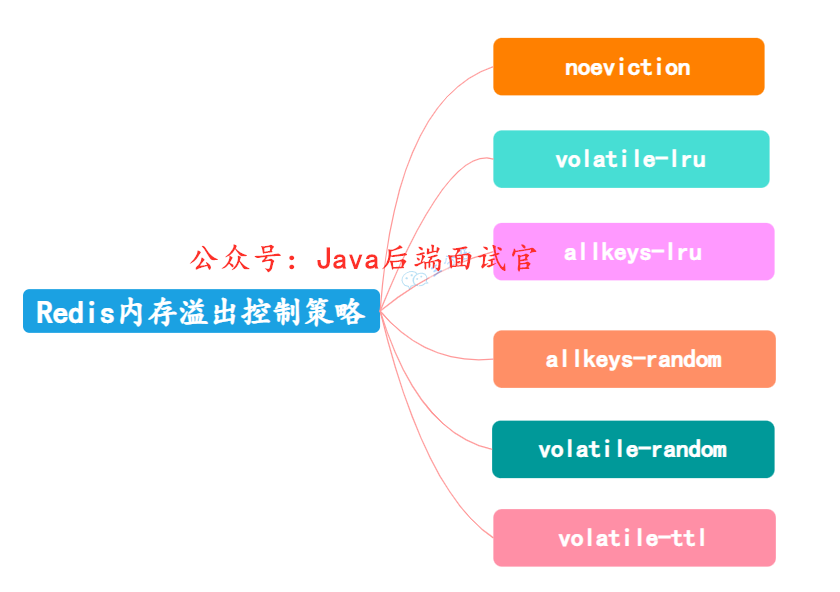 noeviction
volatile-lru
公众号：Java后端面试官
allkeys-lru
Redis内存溢出控制策略
allkeys-random
volatile-random
volatile-ttl